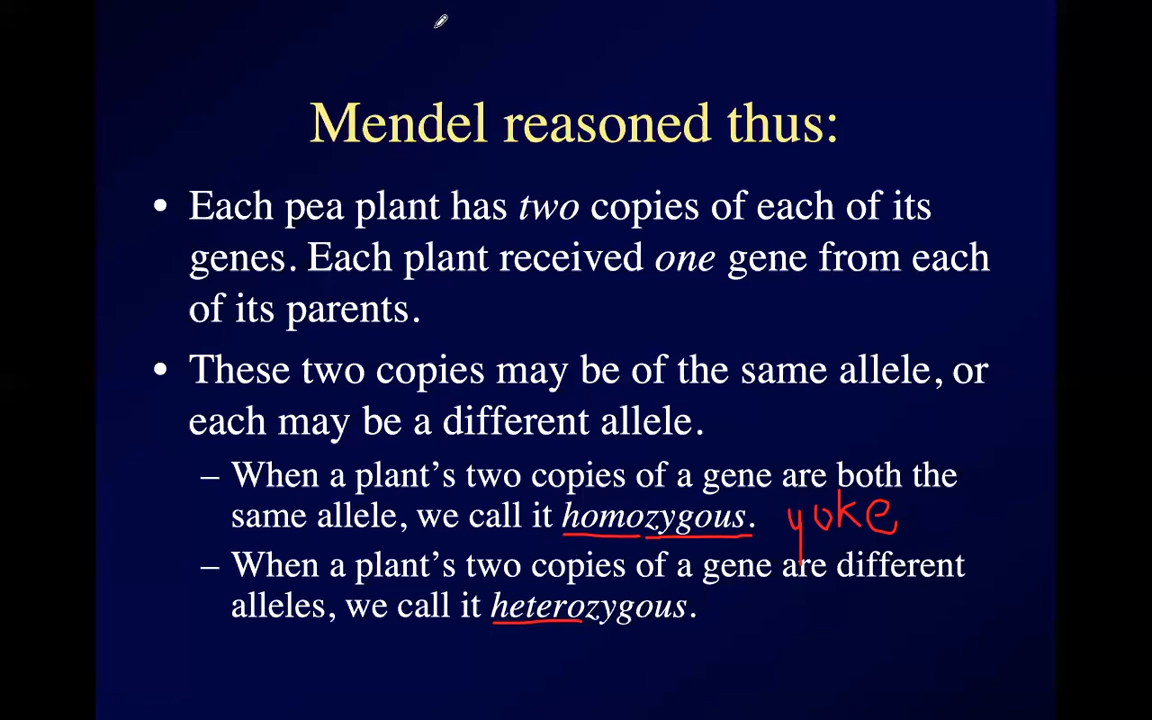 Mendel reasoned thus:
• Each pea plant has two copies of each of its
genes. Each plant received one gene from each
of its parents.
• These two copies may be of the same allele, or
each may be a different allele.
– When a plant’s two copies of a gene are both the
same allele, we call it homozygous. yoke
– When a plant’s two copies of a gene are different
alleles, we call it heterozygous.